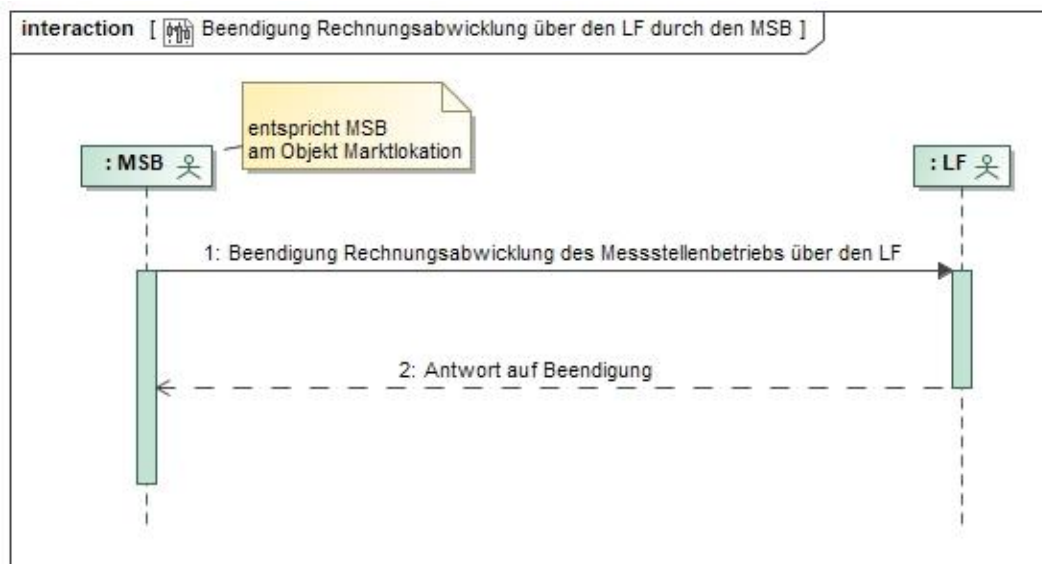 interaction [ Beendigung Rechnungsabwicklung über den LF durch den MSB ]
entspricht MSB
am Objekt Marktlokation
: MSB
: LF
1: Beendigung Rechnungsabwicklung des Messstellenbetriebs über den LF
2: Antwort auf Beendigung